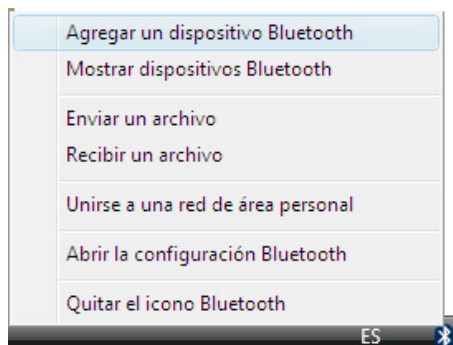 Agregar un dispositivo Bluetooth
Mostrar dispositivos Bluetooth
Enviar un archivo
Recibir un archivo
Unirse a una red de área personal
Abrir la configuración Bluetooth
Quitar el icono Bluetooth
ES